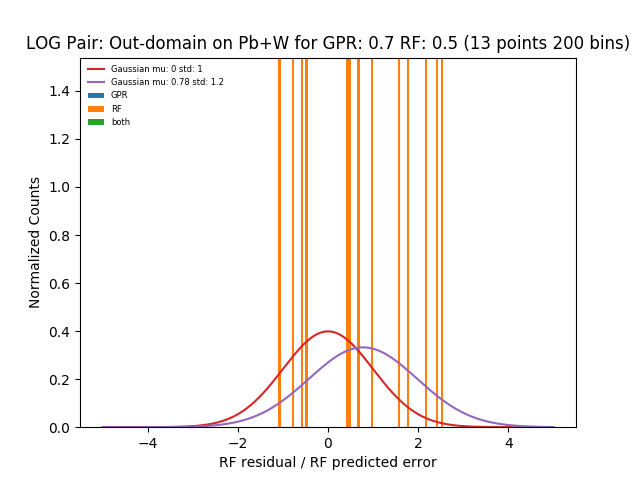 LOG Pair: Out-domain on Pb+W for GPR: 0.7 RF: 0.5 (13 points 200 bins)
Gaussian mu: 0 std: 1
Gaussian mu: 0.78 std: 1.2
GPR
RF
both
1.4
1.2
1.0
0.8
0.6
0.4
0.2
0.0
Normalized Counts
−4 −2 0 2 4
RF residual / RF predicted error